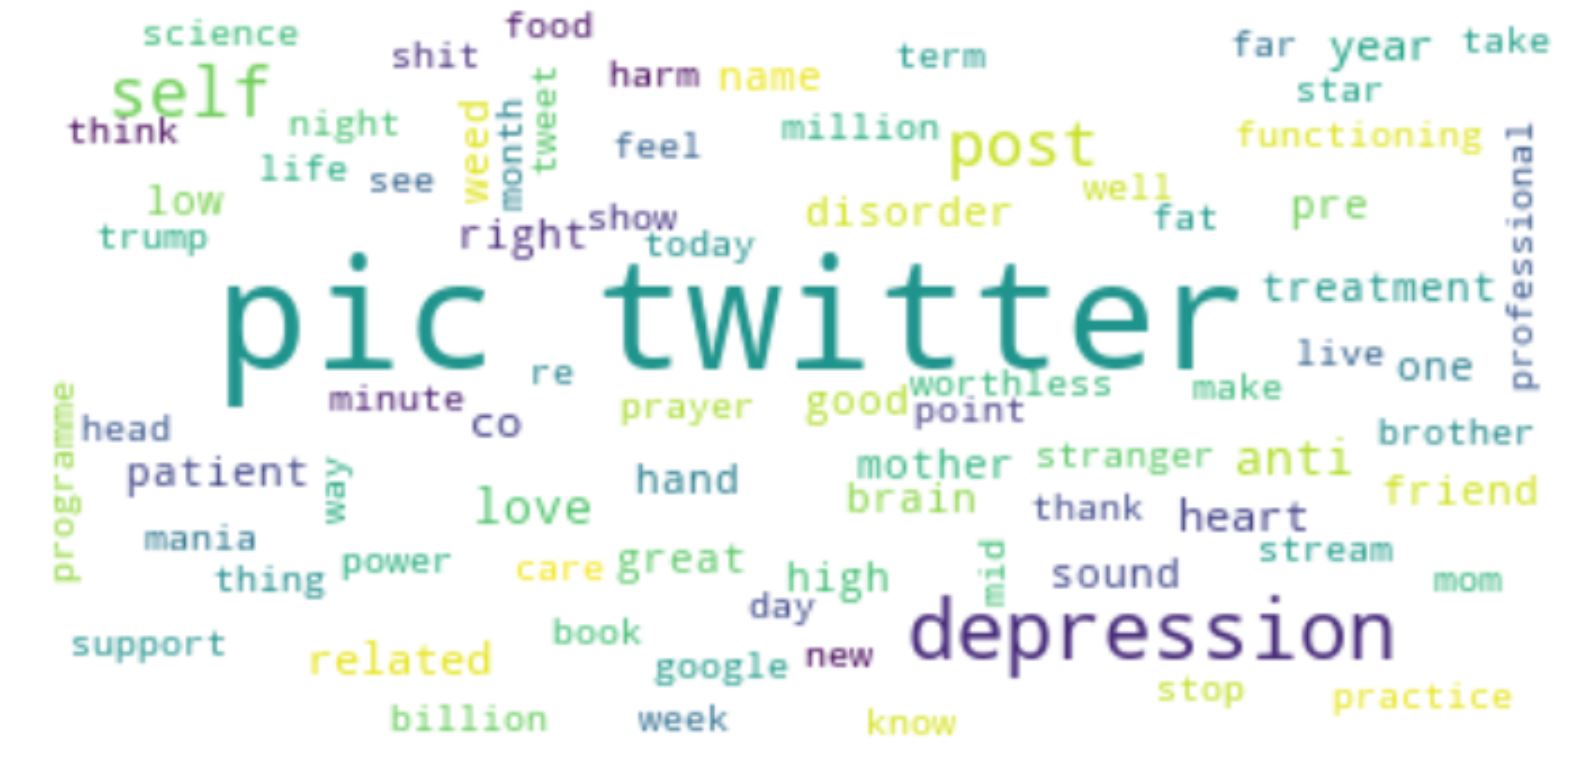 science
food
shit
term
far
year
take
self
harm
name
star
think
night
weed
month
tweet
feel
million
post
functioning
professional
life
see
low
disorder
well
fat
pre
trump
right
show
today
pic twitter
treatment
re
live
one
minute
co
prayer
good
worthless
point
make
programme
head
patient
way
hand
mother
stranger
anti
brother
love
brain
thank
heart
friend
mania
thing
power
care
great
high
mid
sound
stream
mom
day
depression
support
related
book
google
new
stop
practice
billion
week
know